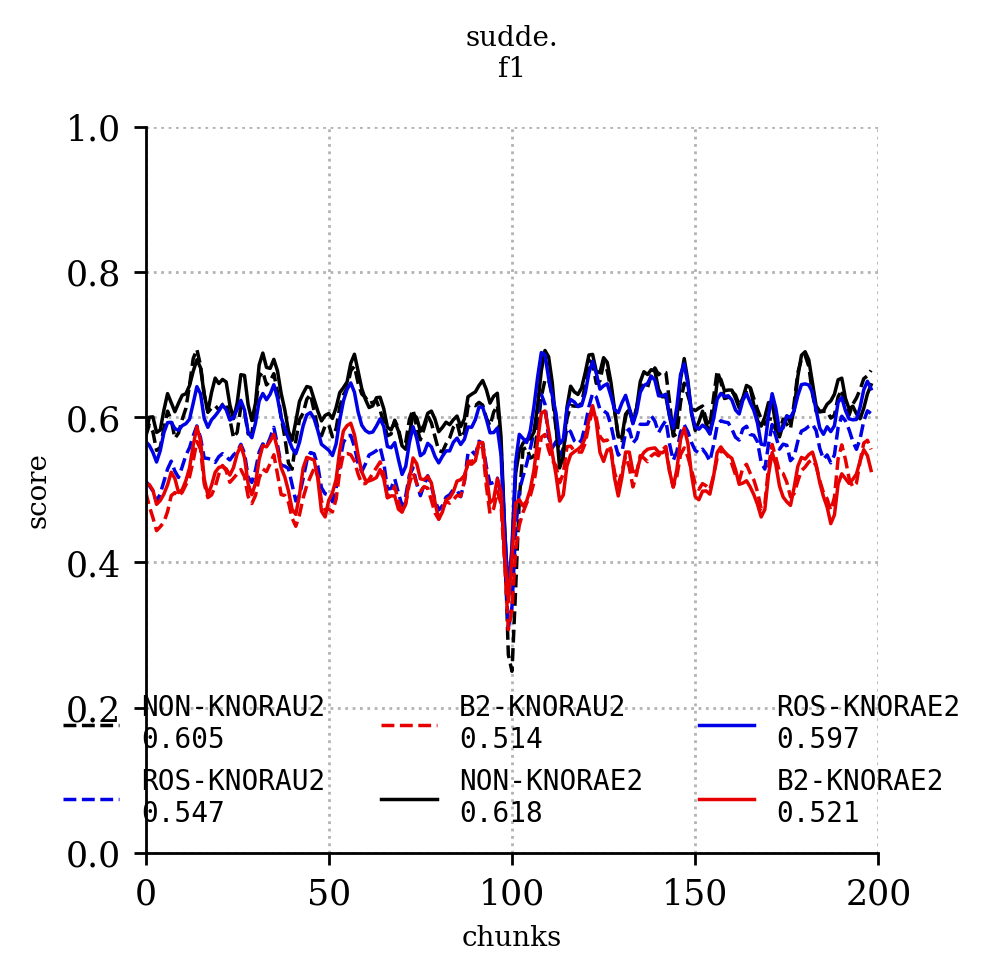 sudde.
f1
1.0
0.8
0.6
0.4
0.2
0.0
score
NON-KNORAU2
0.605
B2-KNORAU2
0.514
ROS-KNORAE2
0.597
ROS-KNORAU2
0.547
NON-KNORAE2
0.618
B2-KNORAE2
0.521
0 50 100 150 200
chunks